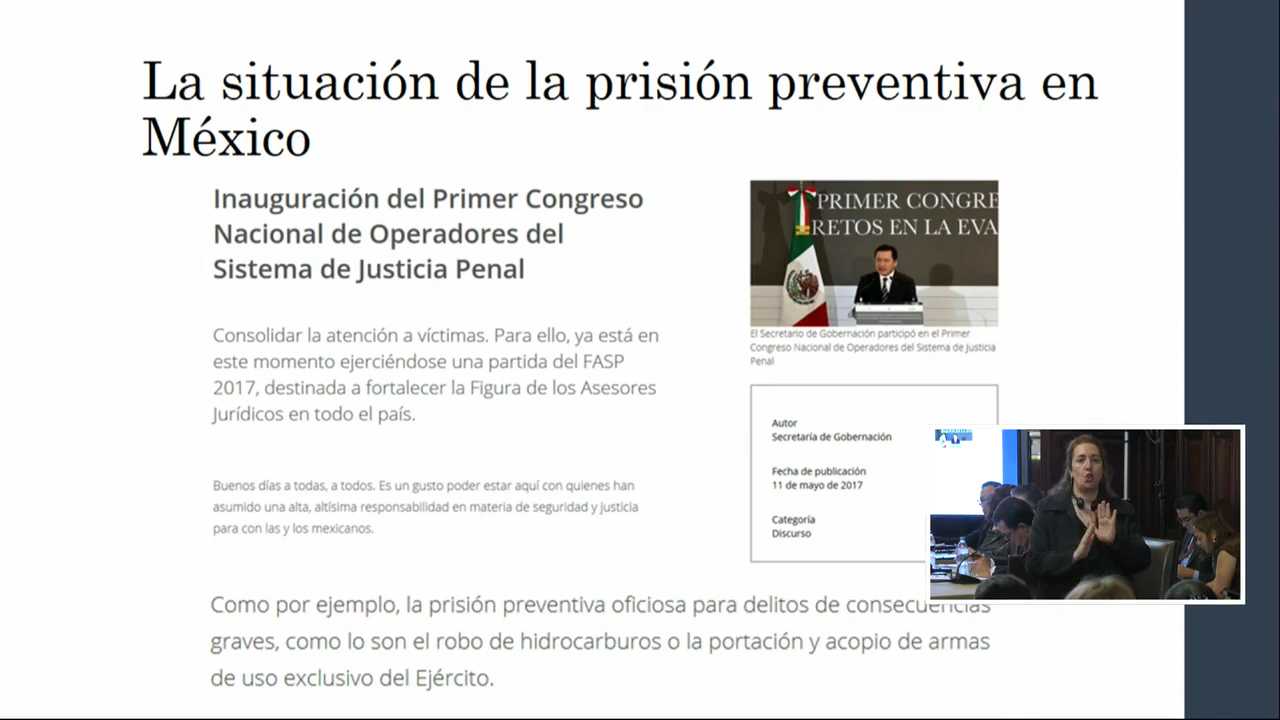 La situación de la prisión preventiva en
México
Inauguración del Primer Congreso
Nacional de Operadores del
Sistema de Justicia Penal
Consolidar la atención a víctimas. Para ello, ya está en
este momento ejerciéndose una partida del FASP
2017, destinada a fortalecer la Figura de los Asesores
Jurídicos en todo el país.
Buenos días a todas, a todos. Es un gusto poder estar aquí con quienes han
asumido una alta, altísima responsabilidad en materia de seguridad y justicia
para con las y los mexicanos.
PRIMER CONGRE
RETOS EN LA EVA
El Secretario de Gobernación participó en el Primer
Congreso Nacional de Operadores del Sistema de Justicia
Penal
Autor
Secretaría de Gobernación
Fecha de publicación
11 de mayo de 2017
Categoría
Discurso
Como por ejemplo, la prisión preventiva oficiosa para delitos de consecuencias
graves, como lo son el robo de hidrocarburos o la portación y acopio de armas
de uso exclusivo del Ejército.